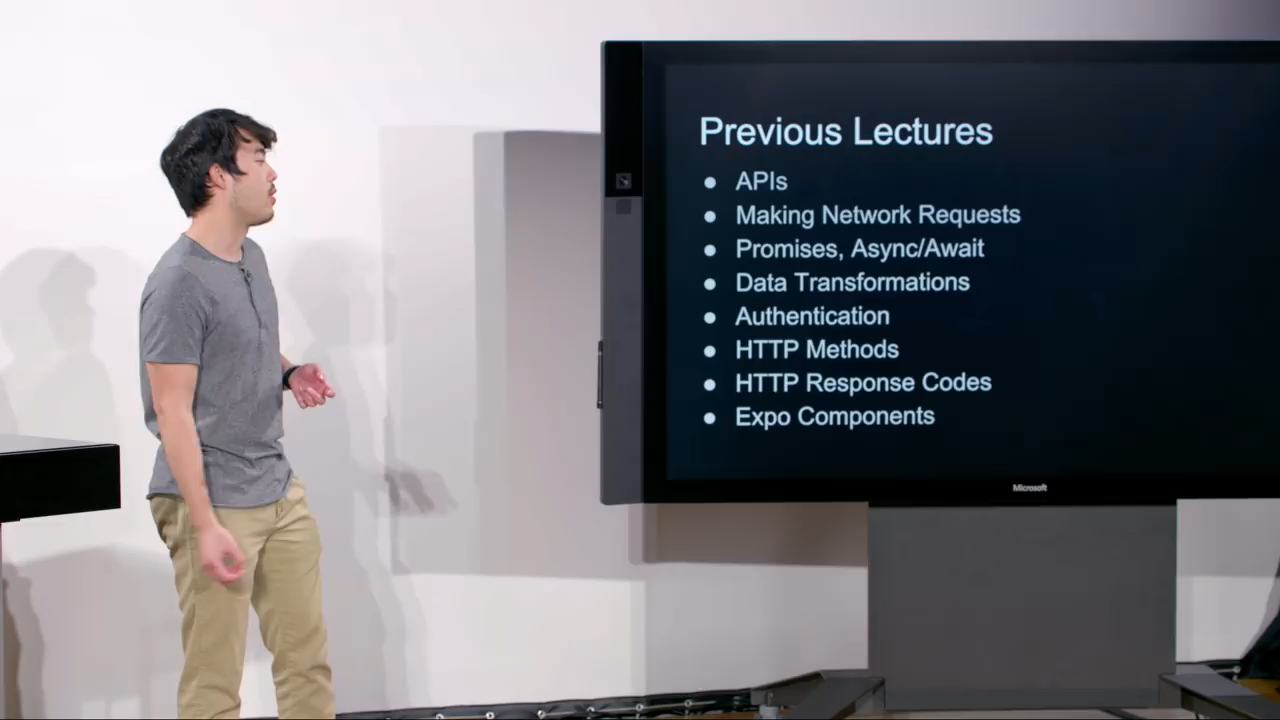 Previous Lectures
● APIs
● Making Network Requests
● Promises, Async/Await
● Data Transformations
● Authentication
● HTTP Methods
● HTTP Response Codes
● Expo Components
Microsoft